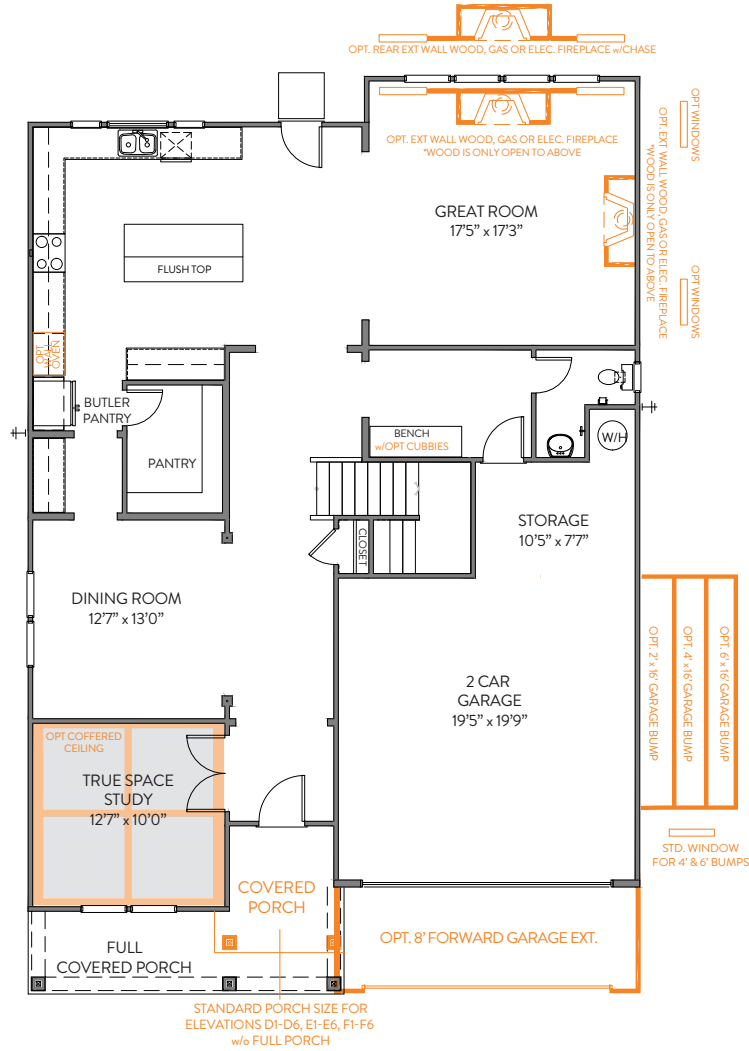 OPT. REAR EXT WALL WOOD, GAS OR ELEC. FIREPLACE w/CHASE
OPT. EXT WALL WOOD, GAS OR ELEC. FIREPLACE
*WOOD IS ONLY OPEN TO ABOVE
OPT WINDOWS
OPT. EXT WALL WOOD, GAS OR ELEC. FIREPLACE
*WOOD IS ONLY OPEN TO ABOVE
OPT WINDOWS
GREAT ROOM
17'5" x 17'3"
FLUSH TOP
OPT
WALL
OVEN
BUTLER
PANTRY
PANTRY
BENCH
w/OPT CUBBIES
W/H
STORAGE
10'5" x 7'7"
CLOSET
DINING ROOM
12'7" x 13'0"
2 CAR
GARAGE
19'5" x 19'9"
OPT. 2' x 16' GARAGE BUMP
OPT. 4' x 16' GARAGE BUMP
OPT. 6' x 16' GARAGE BUMP
OPT COFFERED
CEILING
TRUE SPACE
STUDY
12'7" x 10'0"
STD. WINDOW
FOR 4' & 6' BUMPS
COVERED
PORCH
FULL
COVERED PORCH
OPT. 8' FORWARD GARAGE EXT.
STANDARD PORCH SIZE FOR
ELEVATIONS D1-D6, E1-E6, F1-F6
w/o FULL PORCH